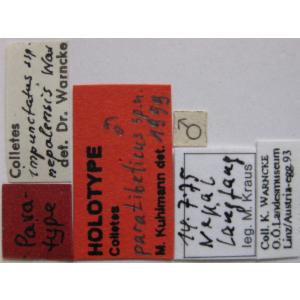 Colletes
impunctatus ssp.
nepalensis War
det. Dr. Warncke
Para-
type
HOLOTYPE
Colletes ♂
paratibeticus sp.n.
M. Kuhlmann det. 1999
♂
14.7.75
Nepal
Langtang
leg. M. Kraus
Coll. K. WARNCKE
O.Ö.Landesmuseum
Linz/Austria-egg.93